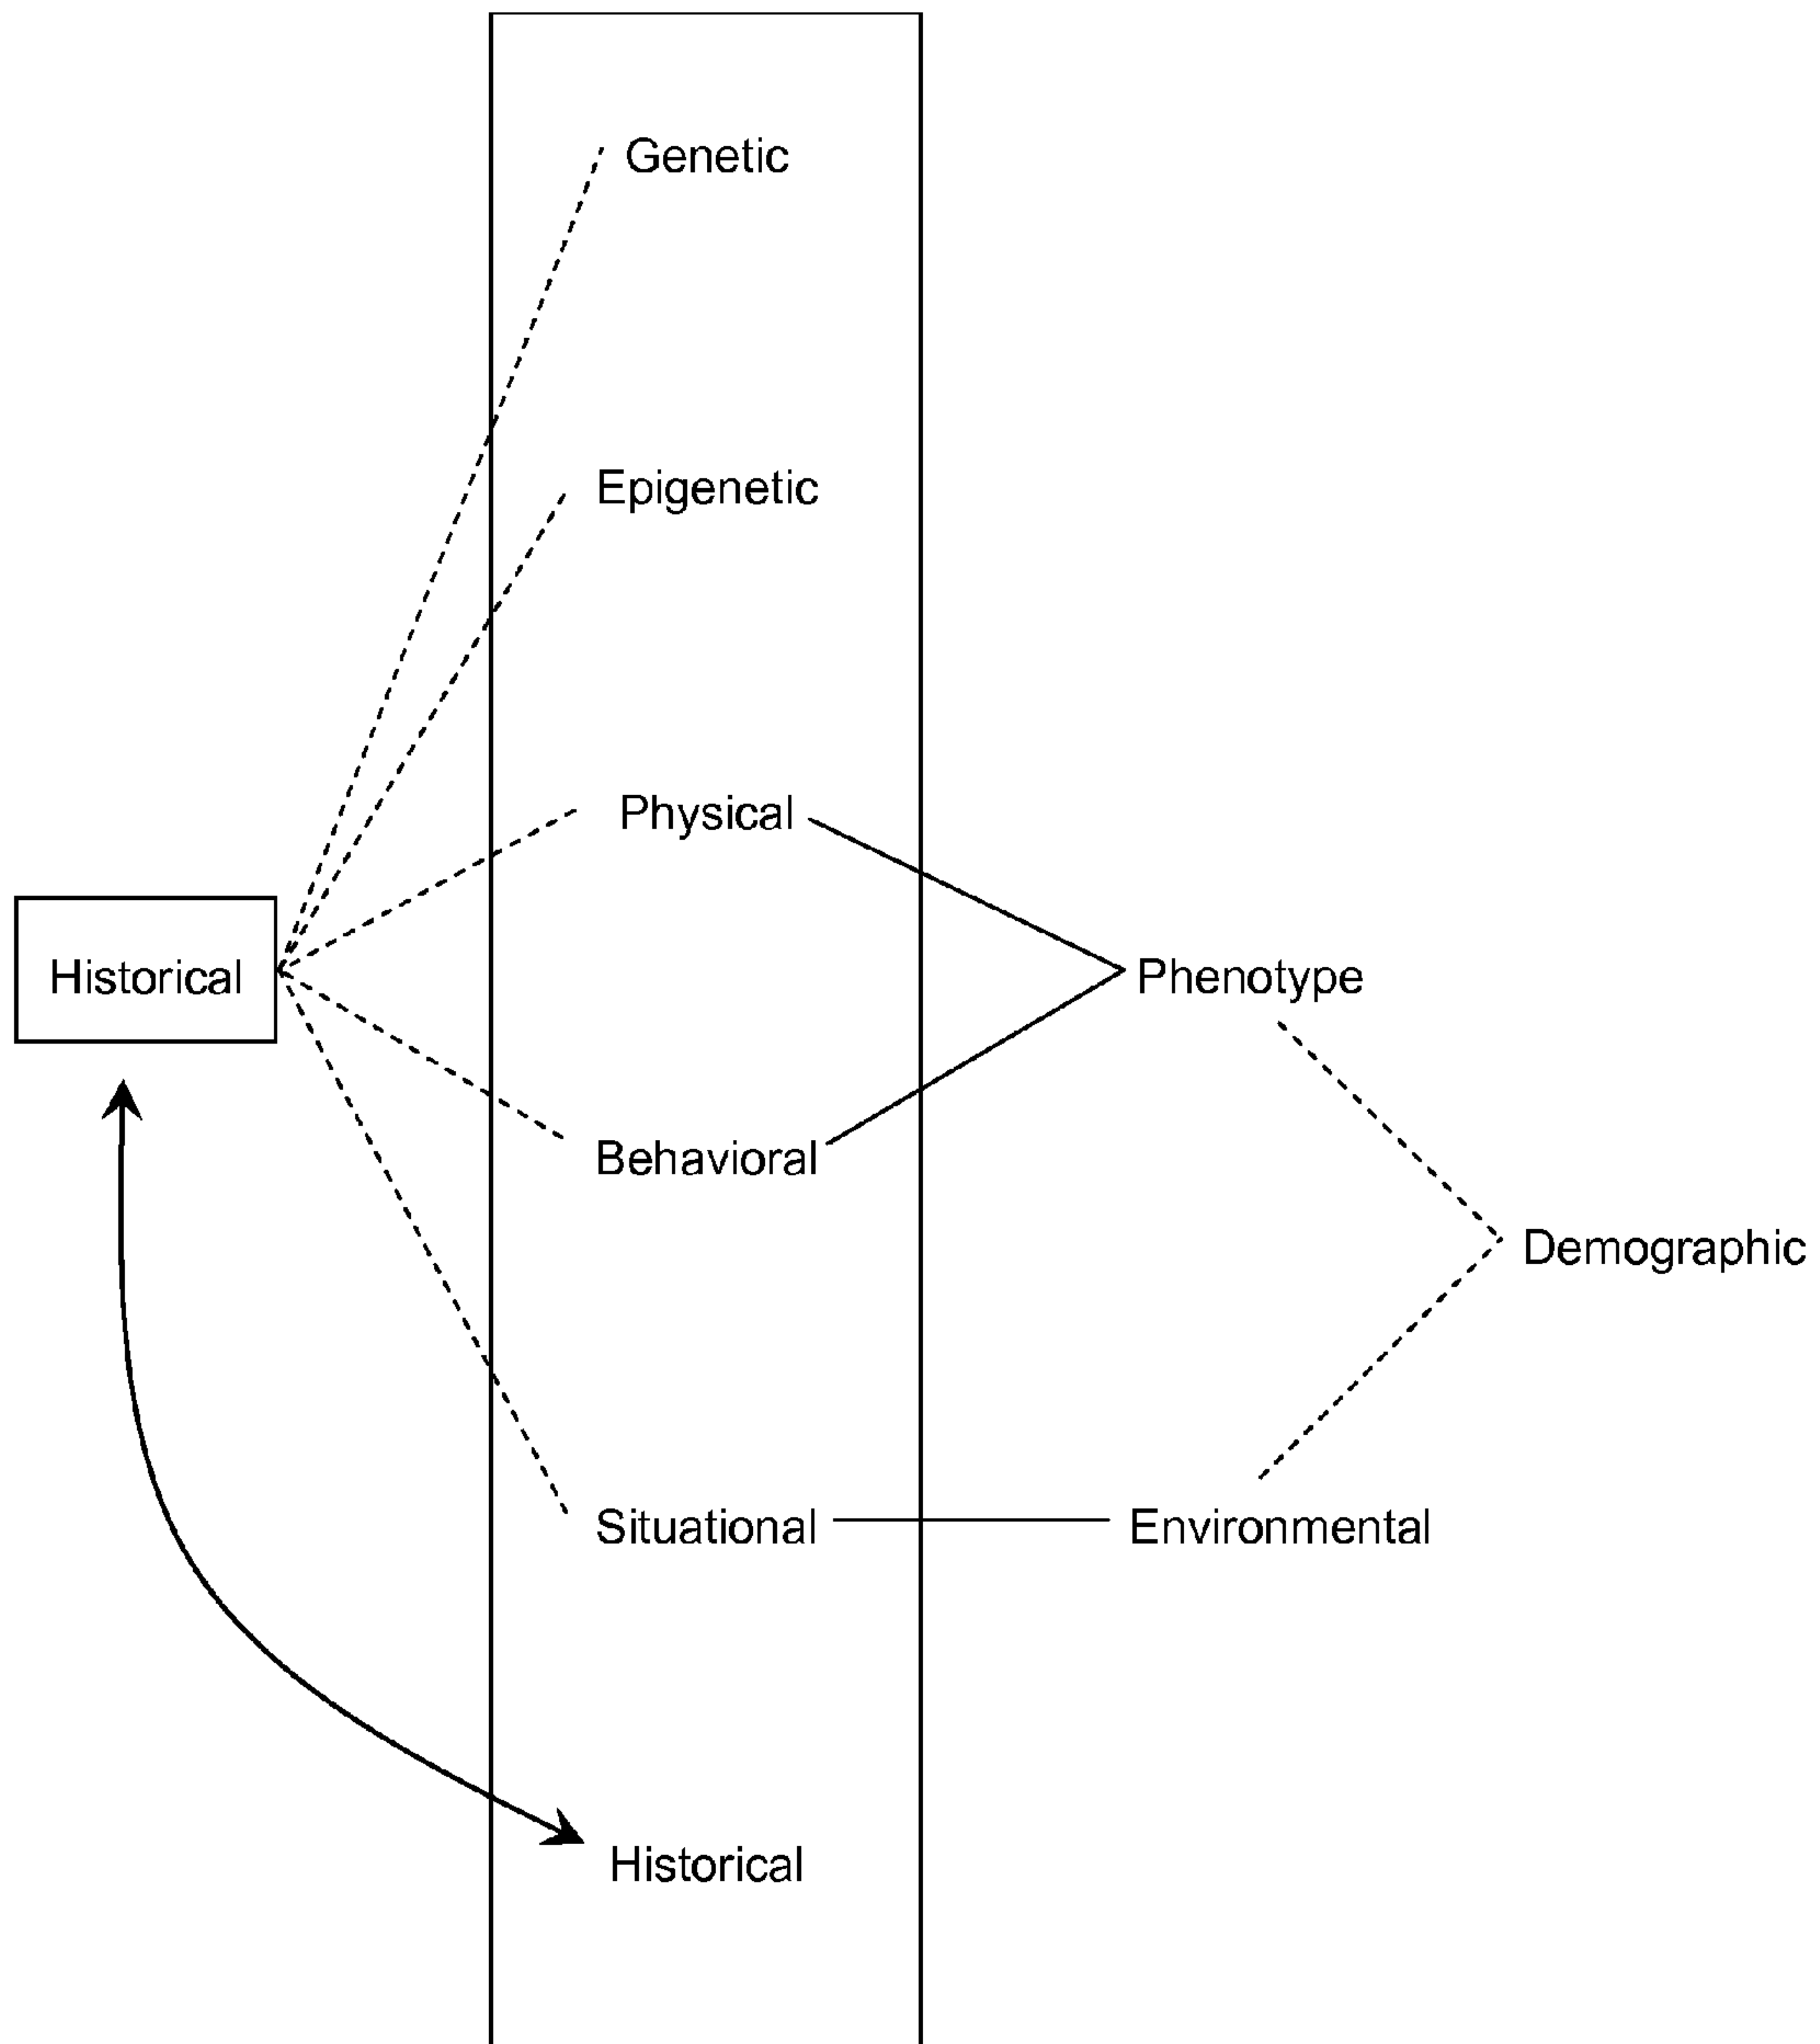 Genetic
Epigenetic
Physical
Historical
Phenotype
Behavioral
Demographic
Situational
Environmental
Historical